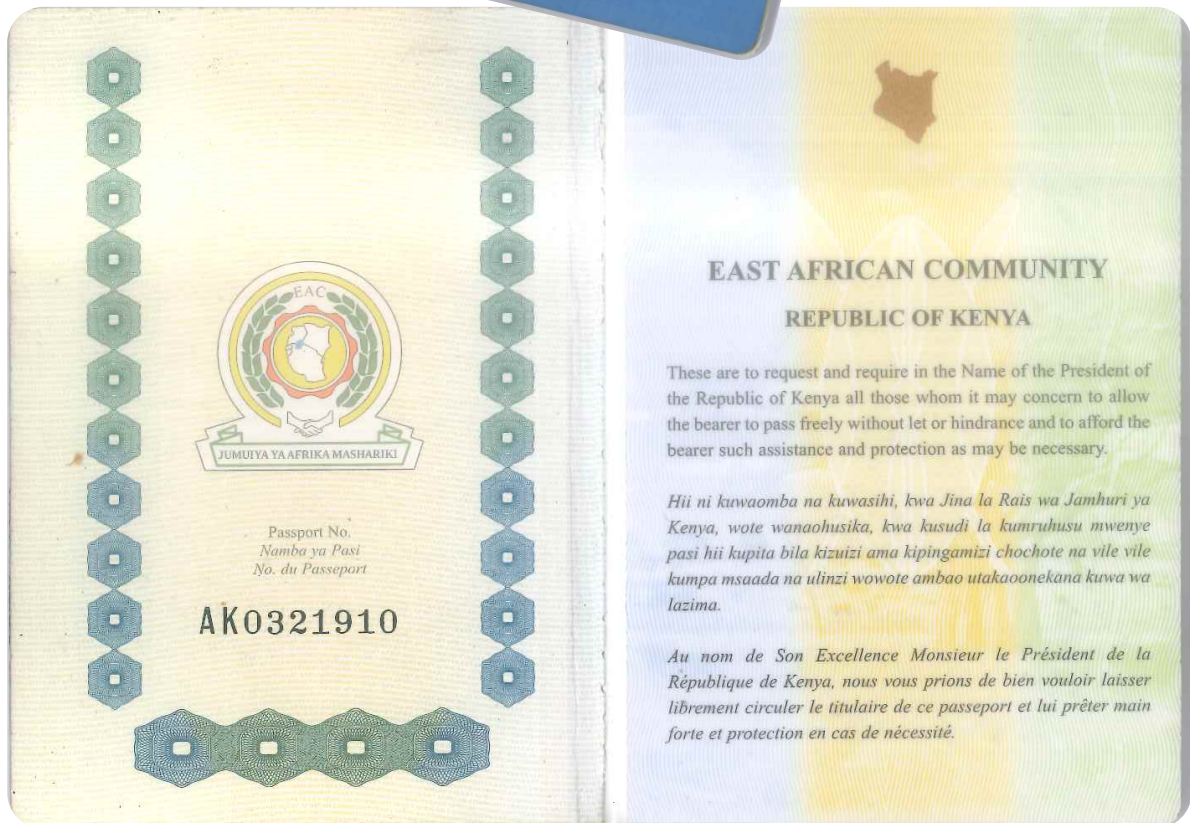 EAC
JUMUIYA YA AFRIKA MASHARIKI
Passport No.
Namba ya Pasi
No. du Passeport
AK0321910
EAST AFRICAN COMMUNITY
REPUBLIC OF KENYA
These are to request and require in the Name of the President of
the Republic of Kenya all those whom it may concern to allow
the bearer to pass freely without let or hindrance and to afford the
bearer such assistance and protection as may be necessary.
Hii ni kuwaomba na kuwasihi, kwa Jina la Rais wa Jamhuri ya
Kenya, wote wanaohusika, kwa kusudi la kumruhusu mwenye
pasi hii kupita bila kizuizi ama kipingamizi chochote na vile vile
kumpa msaada na ulinzi wowote ambao utakaoonekana kuwa wa
lazima.
Au nom de Son Excellence Monsieur le Président de la
République de Kenya, nous vous prions de bien vouloir laisser
librement circuler le titulaire de ce passeport et lui prêter main
forte et protection en cas de nécessité.